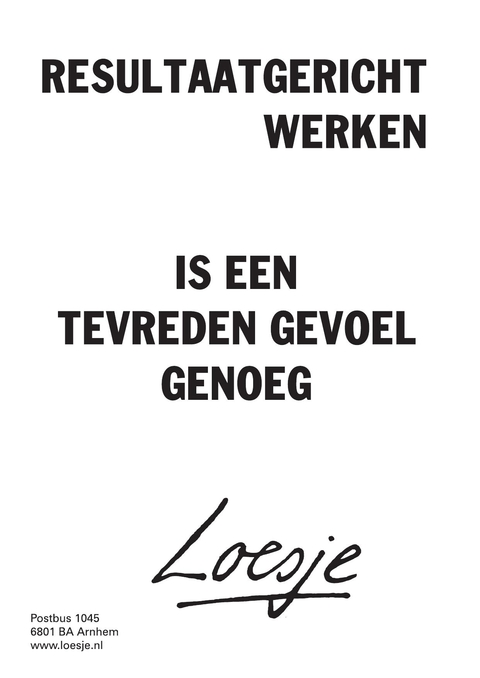 RESULTAATGERICHT
WERKEN
IS EEN
TEVREDEN GEVOEL
GENOEG
Loesje
Postbus 1045
6801 BA Arnhem
www.loesje.nl